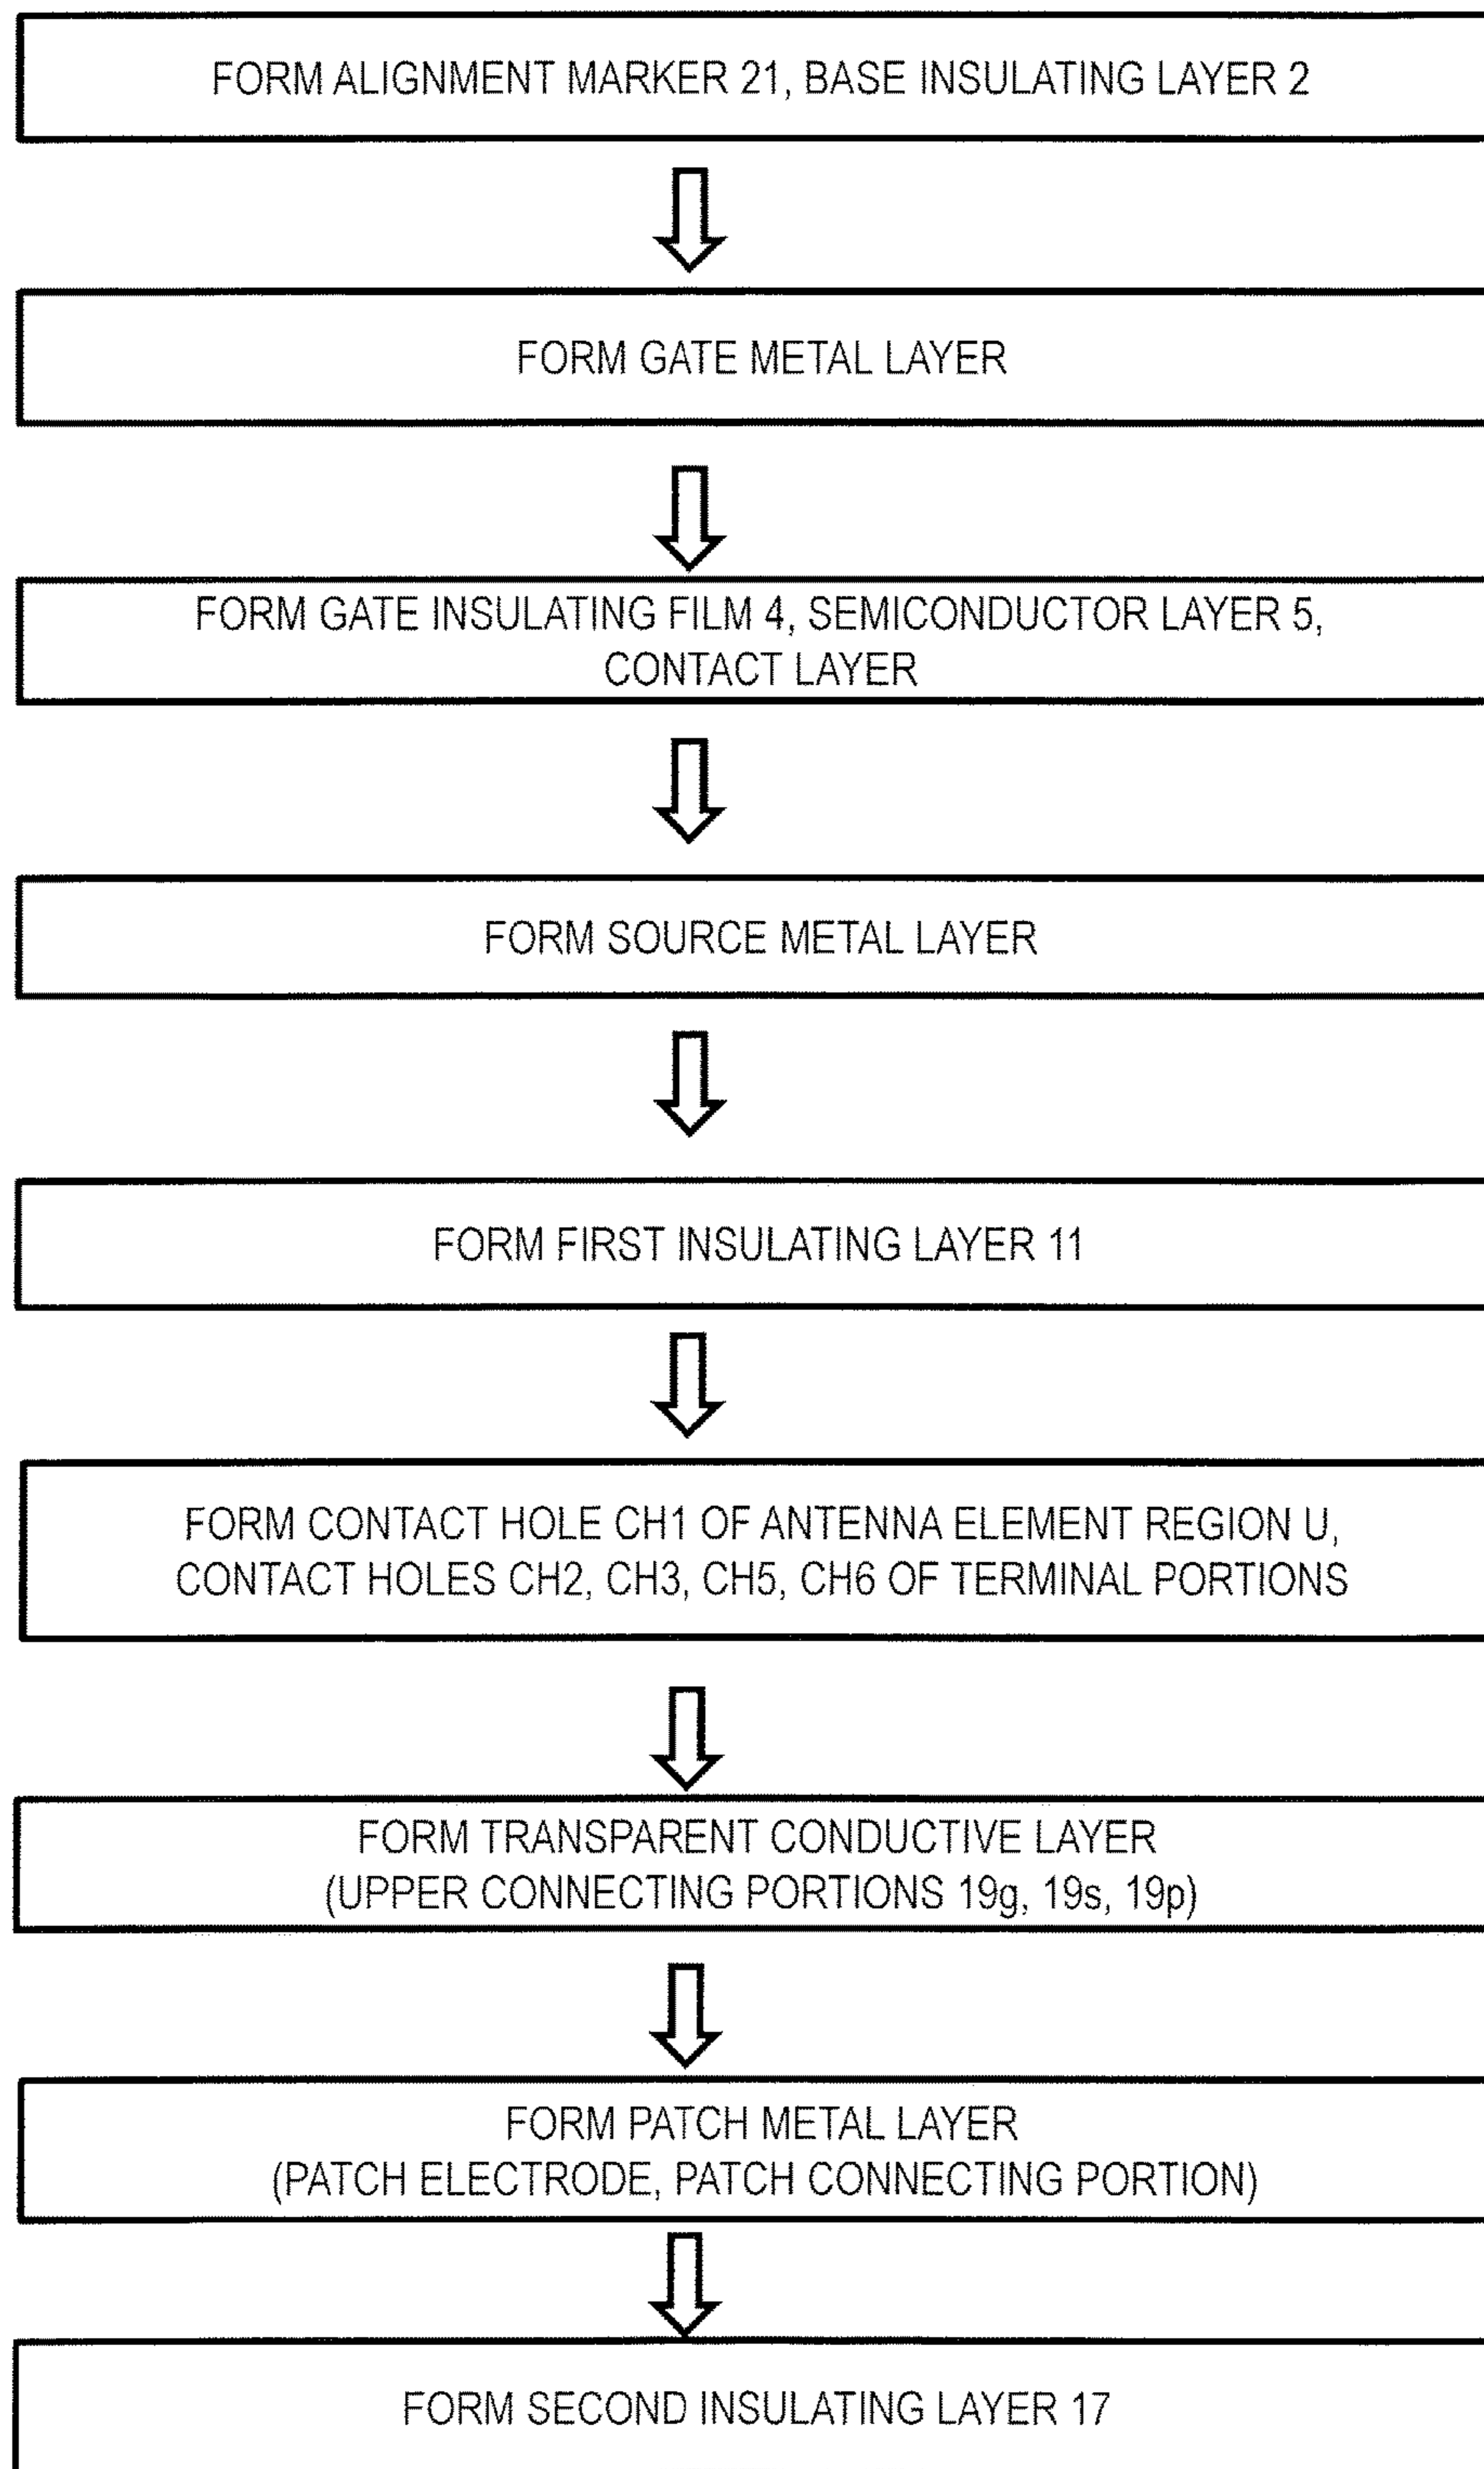 FORM ALIGNMENT MARKER 21, BASE INSULATING LAYER 2
FORM GATE METAL LAYER
FORM GATE INSULATING FILM 4, SEMICONDUCTOR LAYER 5,
CONTACT LAYER
FORM SOURCE METAL LAYER
FORM FIRST INSULATING LAYER 11
FORM CONTACT HOLE CH1 OF ANTENNA ELEMENT REGION U,
CONTACT HOLES CH2, CH3, CH5, CH6 OF TERMINAL PORTIONS
FORM TRANSPARENT CONDUCTIVE LAYER
(UPPER CONNECTING PORTIONS 19g, 19s, 19p)
FORM PATCH METAL LAYER
(PATCH ELECTRODE, PATCH CONNECTING PORTION)
FORM SECOND INSULATING LAYER 17